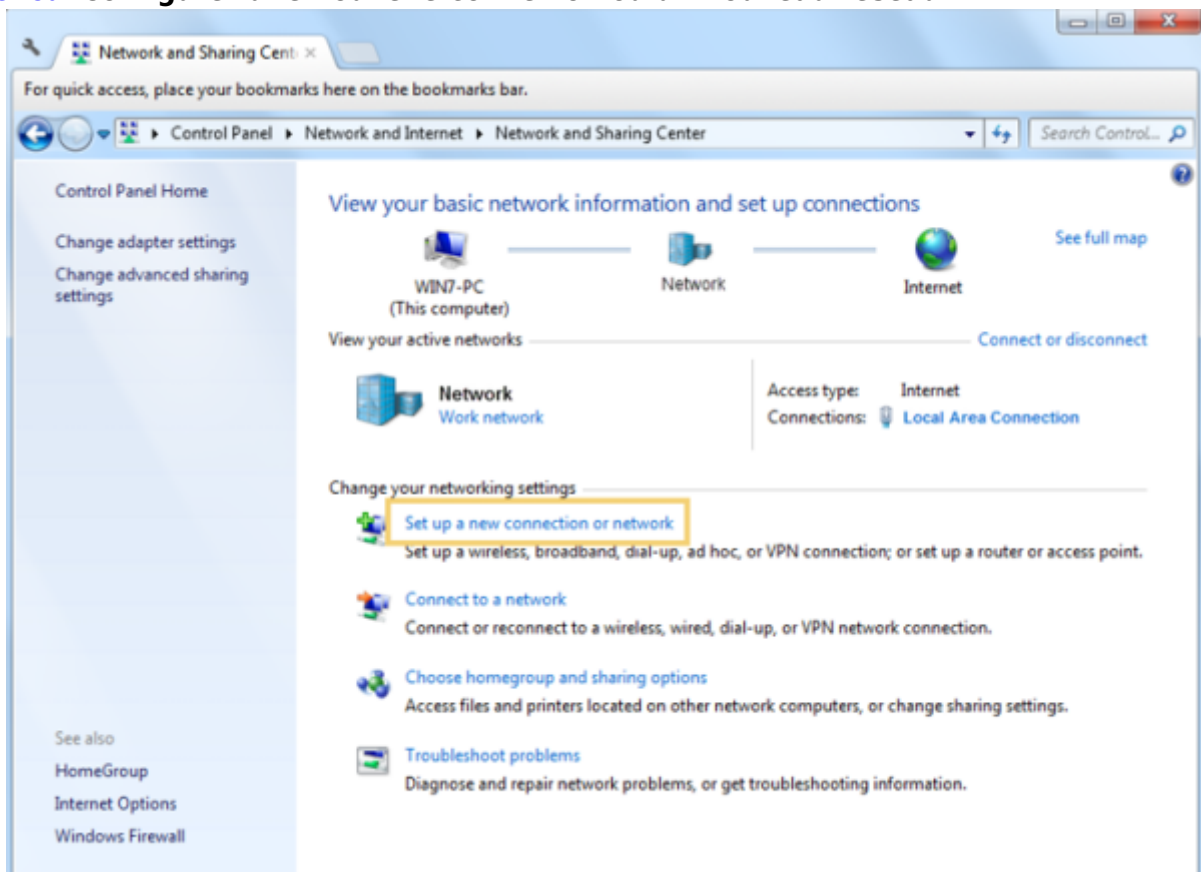 Network and Sharing Cent
For quick access, place your bookmarks here on the bookmarks bar.
Control Panel Network and Internet Network and Sharing Center
Search Control...
Control Panel Home
Change adapter settings
Change advanced sharing
settings
View your basic network information and set up connections
See full map
WIN7-PC
(This computer)
Network
Internet
View your active networks
Connect or disconnect
Network
Work network
Access type: Internet
Connections: Local Area Connection
Change your networking settings
Set up a new connection or network
Set up a wireless, broadband, dial-up, ad hoc, or VPN connection; or set up a router or access point.
Connect to a network
Connect or reconnect to a wireless, wired, dial-up, or VPN network connection.
Choose homegroup and sharing options
Access files and printers located on other network computers, or change sharing settings.
Troubleshoot problems
Diagnose and repair network problems, or get troubleshooting information.
See also
HomeGroup
Internet Options
Windows Firewall